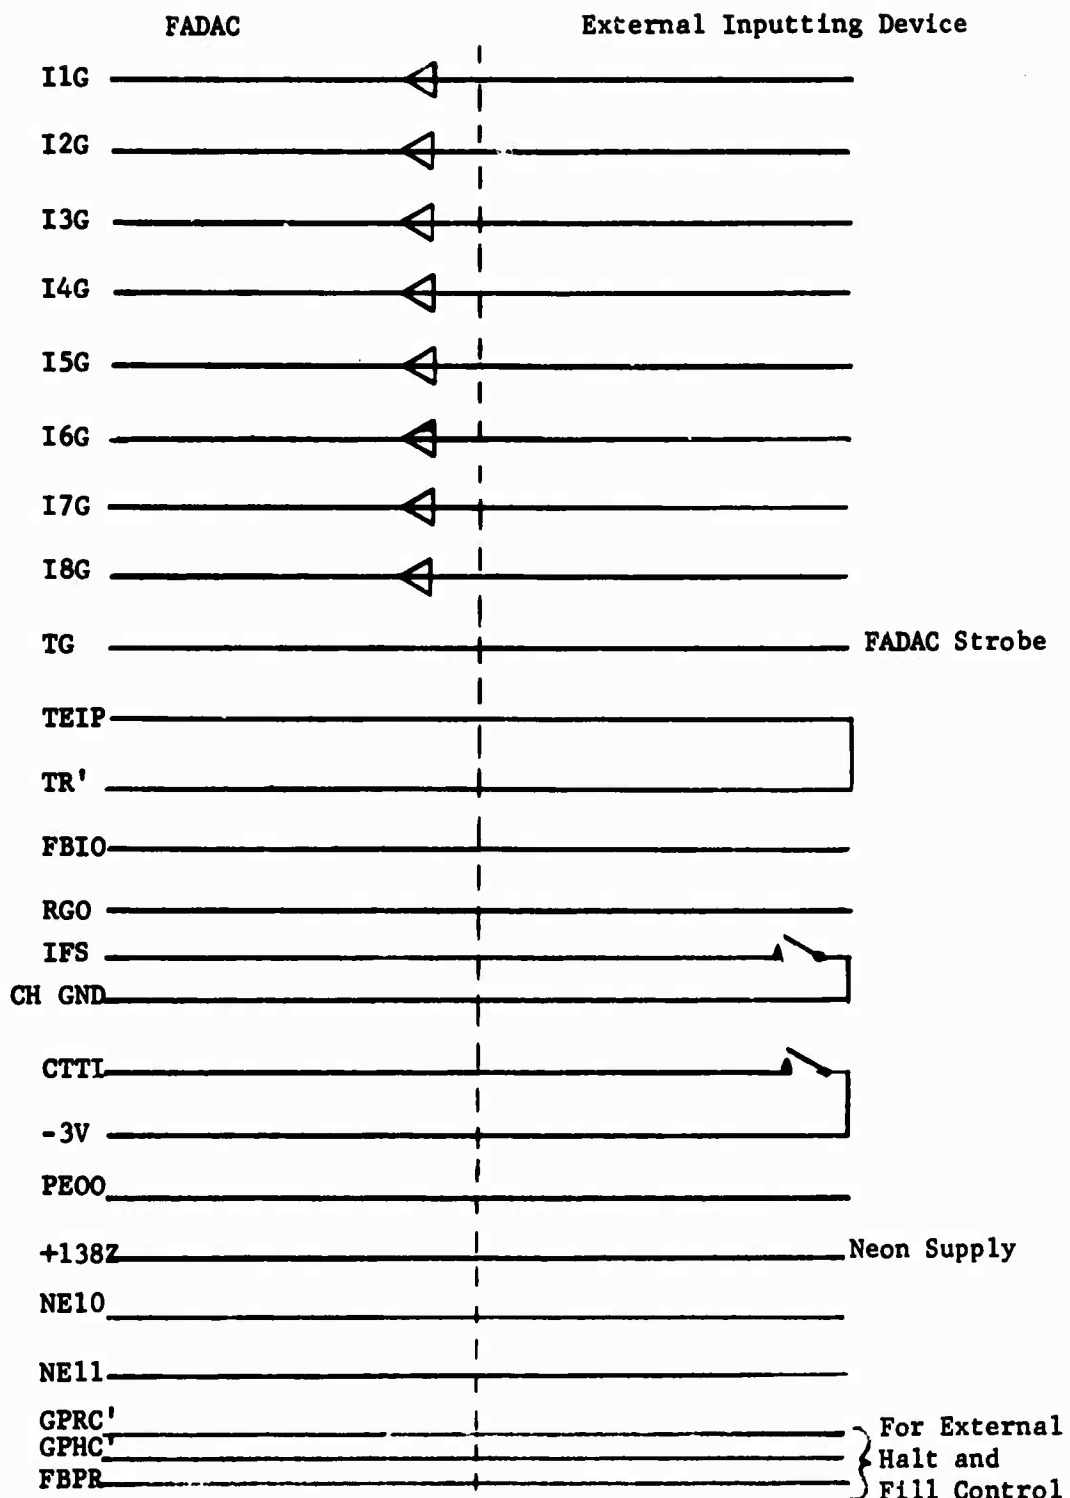 FADAC External Inputting Device
I1G
I2G
I3G
I4G
I5G
I6G
I7G
I8G
TG FADAC Strobe
TEIP
TR'
FBIO
RGO
IFS
CH GND
CTTI
-3V
PEOO
+138Z Neon Supply
NE10
NE11
GPRC' For External
GPHC' Halt and
FBPR Fill Control